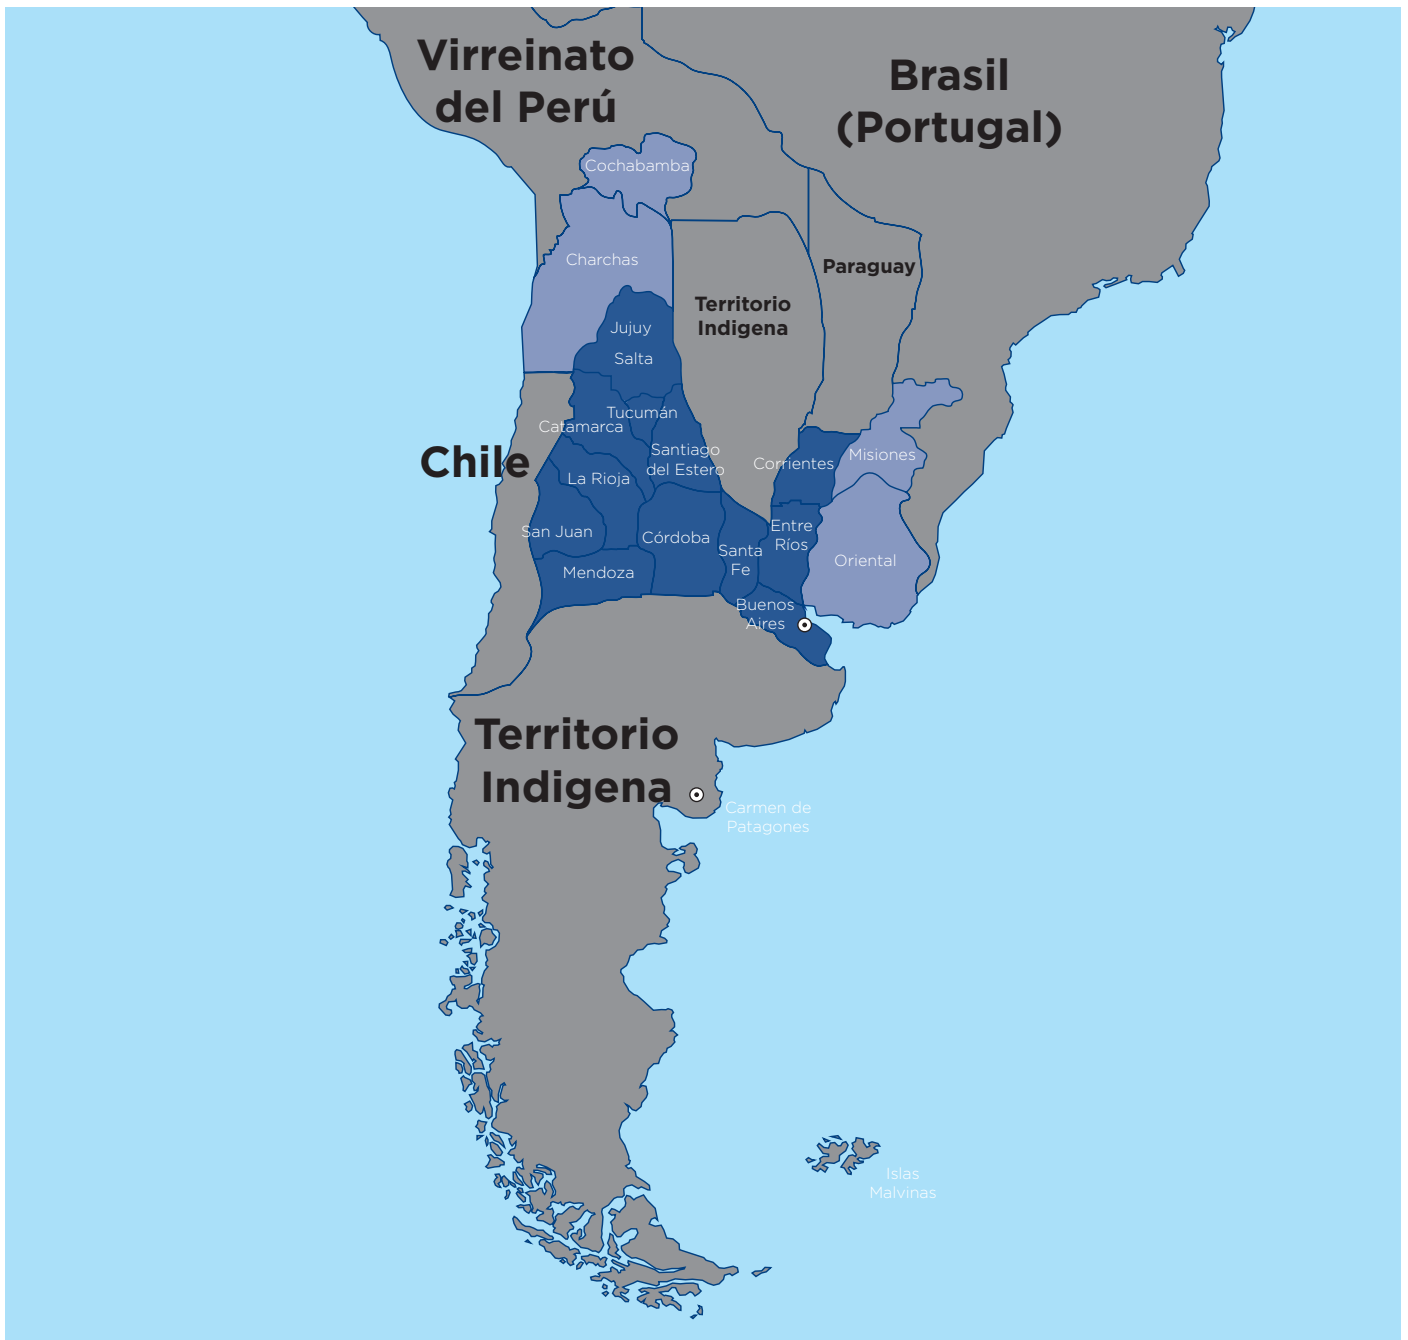 Virreinato
del Perú
Brasil
(Portugal)
Cochabamba
Charchas
Paraguay
Territorio
Indigena
Jujuy
Salta
Tucumán
Catamarca
Santiago
del Estero
Chile
Corrientes
Misiones
La Rioja
San Juan
Córdoba
Santa
Fe
Entre
Ríos
Oriental
Mendoza
Buenos
Aires
Territorio
Indigena
Carmen de
Patagones
Islas
Malvinas